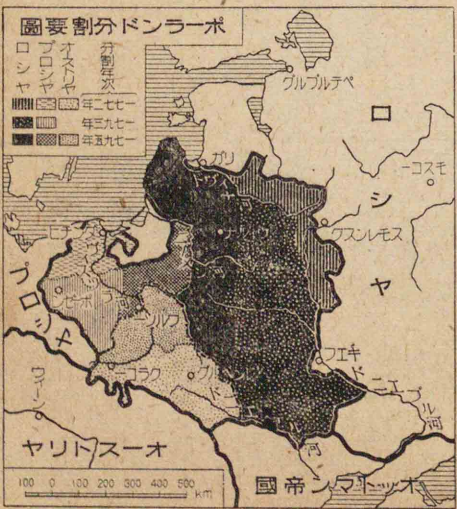 ポーランド分割要圖
分割年次
オーストリヤ
プロシヤ
ロシヤ
一七七二年
一七九三年
一七九五年
ペテルブルグ
ロシヤ
モスコー
スモレンスク
リガ
ウィルナ
キエフ
ドニエプル河
クラコー
プロシヤ
ウィーン
オーストリヤ
オットマン帝國
100 0 100 200 300 400 500
km